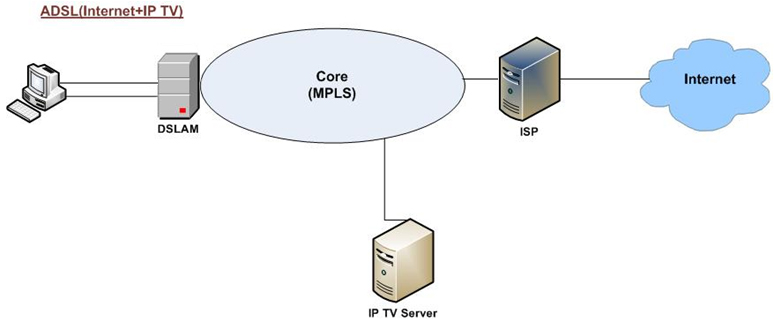 ADSL(Internet+IP TV)
Core
(MPLS)
Internet
DSLAM
ISP
IP TV Server